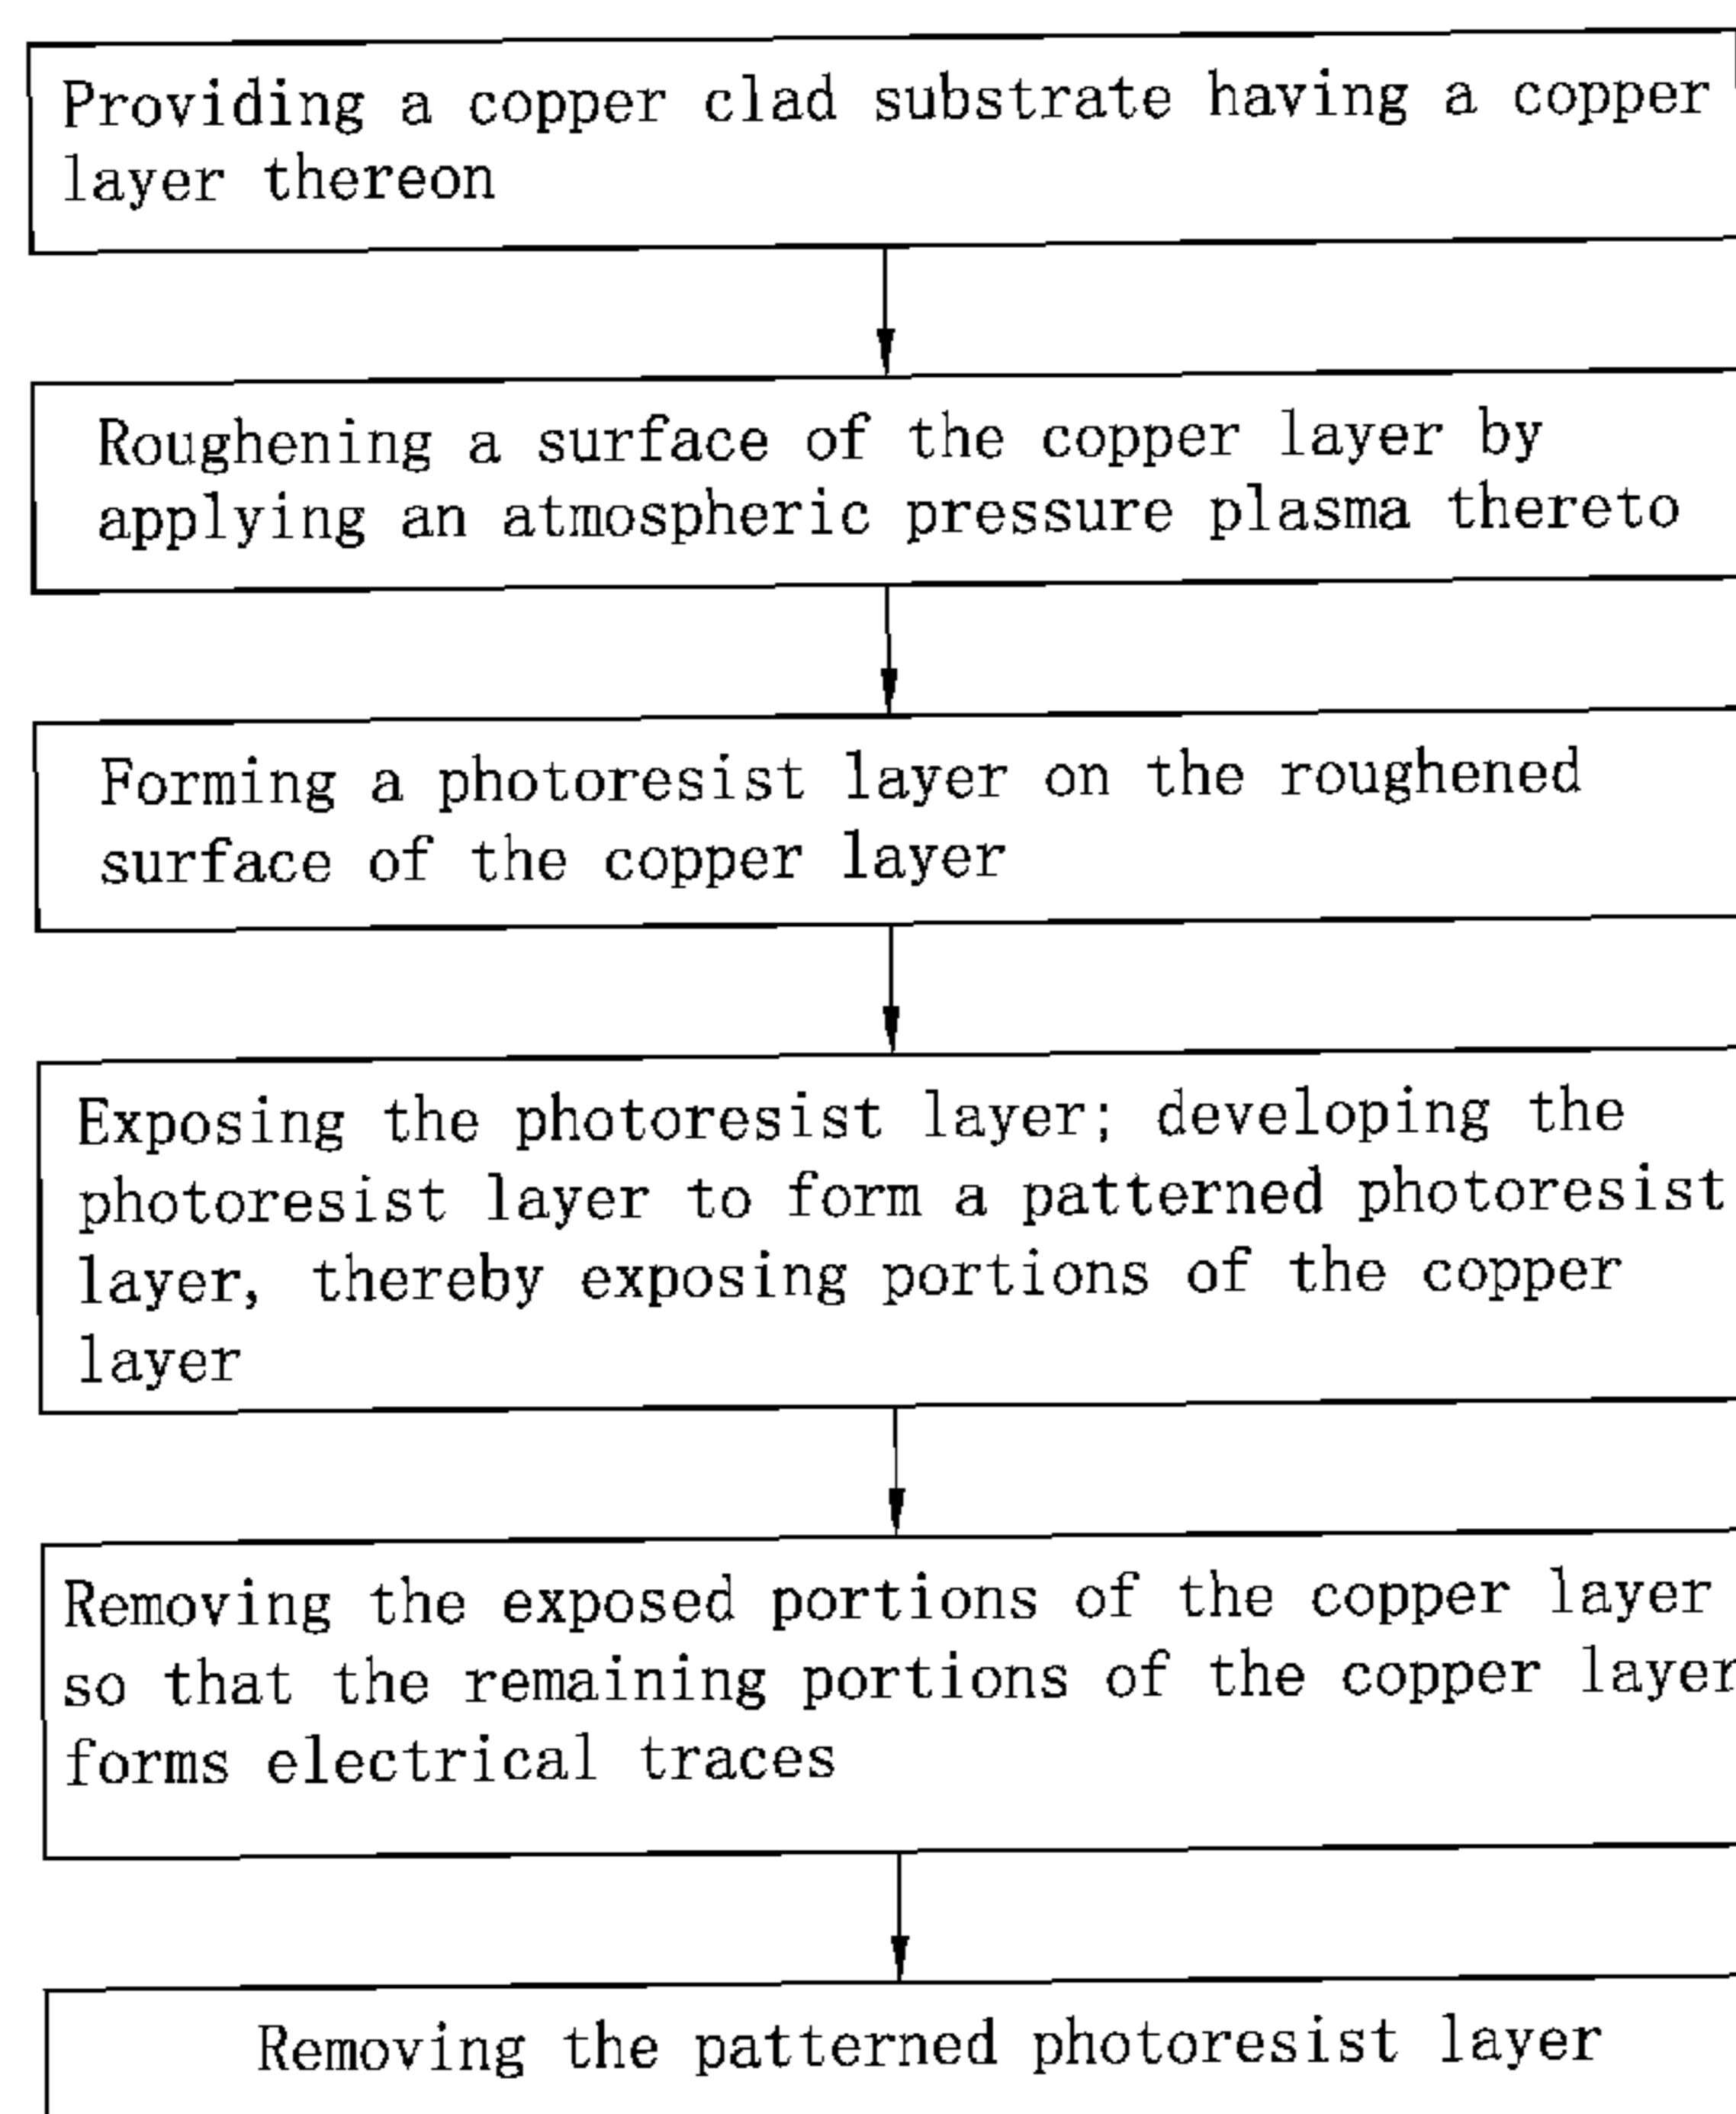 Providing a copper clad substrate having a copper
layer thereon
Roughening a surface of the copper layer by
applying an atmospheric pressure plasma thereto
Forming a photoresist layer on the roughened
surface of the copper layer
Exposing the photoresist layer; developing the
photoresist layer to form a patterned photoresist
layer, thereby exposing portions of the copper
layer
Removing the exposed portions of the copper layer
so that the remaining portions of the copper layer
forms electrical traces
Removing the patterned photoresist layer